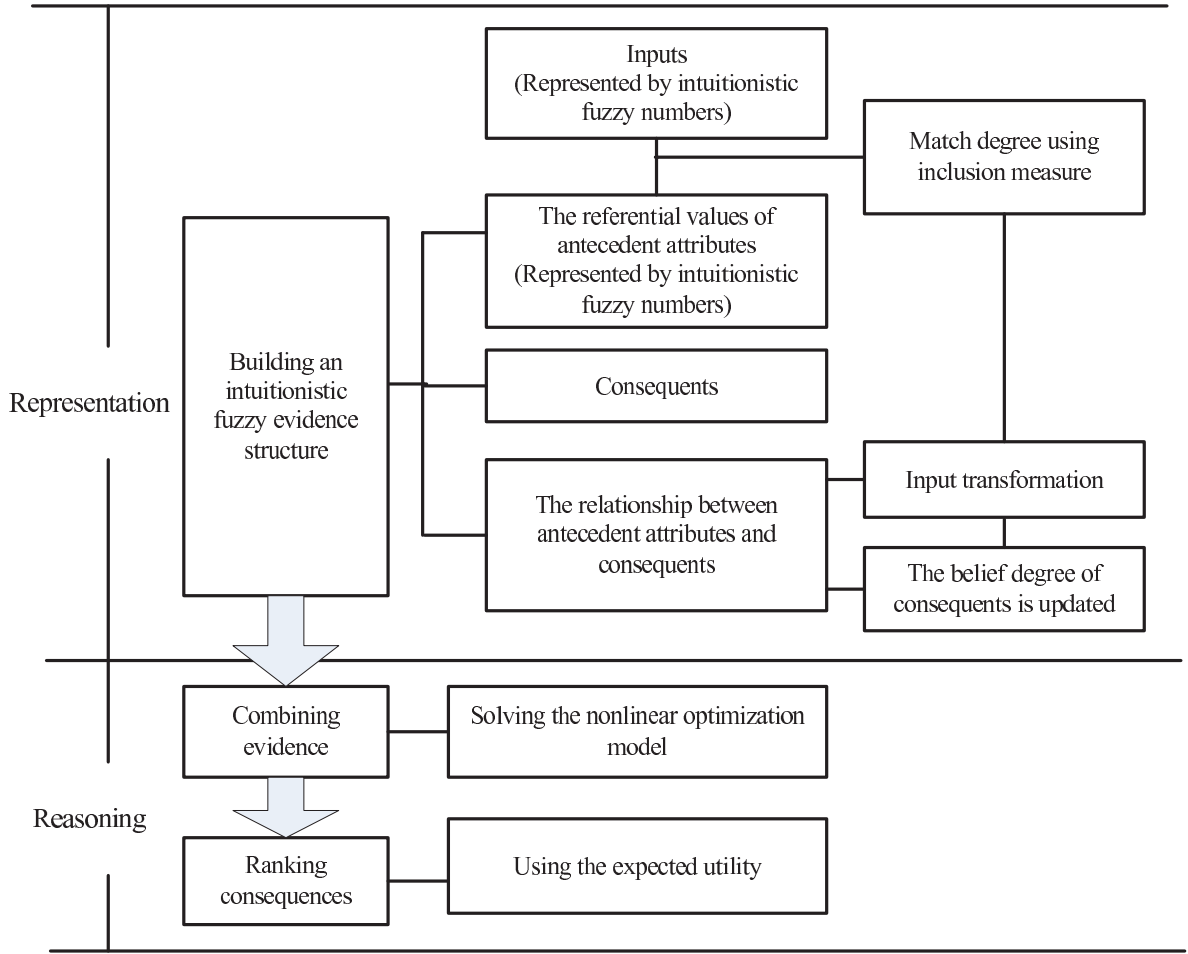 Inputs
(Represented by intuitionistic
fuzzy numbers)
Match degree using
inclusion measure
The referential values of
antecedent attributes
(Represented by intuitionistic
fuzzy numbers)
Building an
intuitionistic
fuzzy evidence
structure
Consequents
Representation
The relationship between
antecedent attributes and
consequents
Input transformation
The belief degree of
consequents is updated
Combining
evidence
Solving the nonlinear optimization
model
Reasoning
Ranking
consequences
Using the expected utility